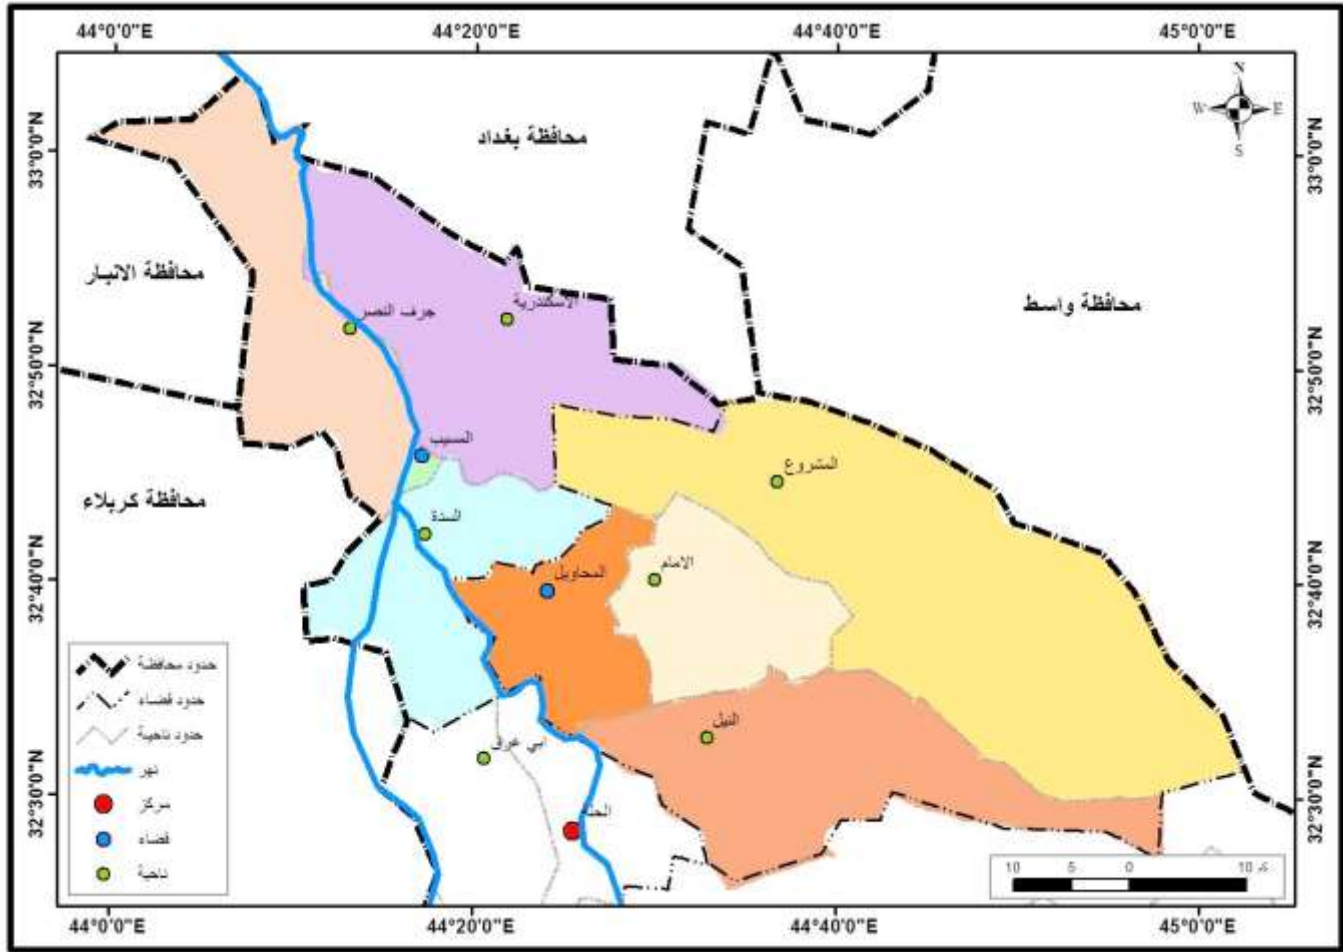 44°0'0"E 44°20'0"E 44°40'0"E 45°0'0"E
N
W E
S
33°0'0"N
33°0'0"N
محافظة بغداد
محافظة الانبار
محافظة واسط
جرف النصر
الاسكندرية
32°50'0"N
32°50'0"N
المسيب
المشروع
محافظة كربلاء
السدة
المحاويل
الامام
32°40'0"N
32°40'0"N
النيل
ابي غرق
الحلة
32°30'0"N
32°30'0"N
حدود محافظة
حدود قضاء
حدود ناحية
نهر
مركز
قضاء
ناحية
10 5 0 10 كم
44°0'0"E 44°20'0"E 44°40'0"E 45°0'0"E